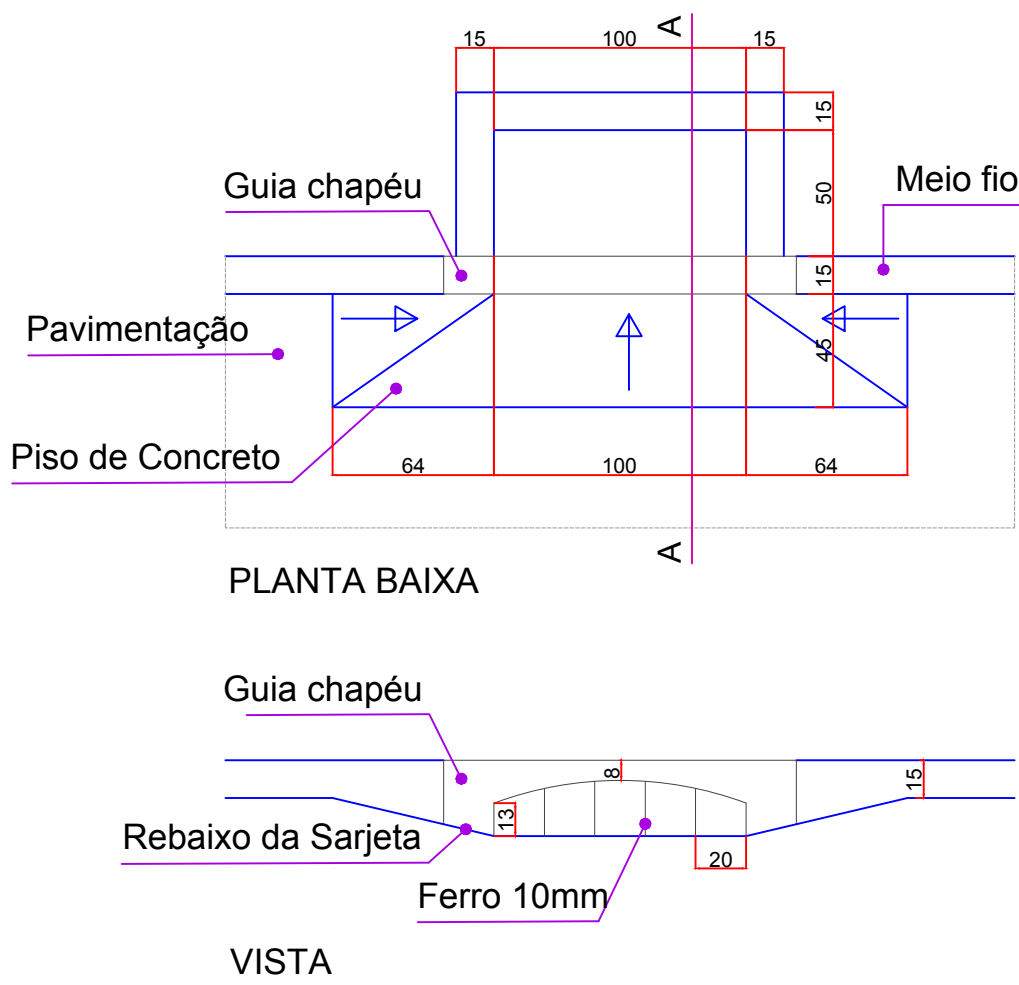 A
15 100 15
15
Guia chapéu
50
Meio fio
15
Pavimentação
45
Piso de Concreto
64 100 64
A
PLANTA BAIXA
Guia chapéu
8
15
13
Rebaixo da Sarjeta
20
Ferro 10mm
VISTA